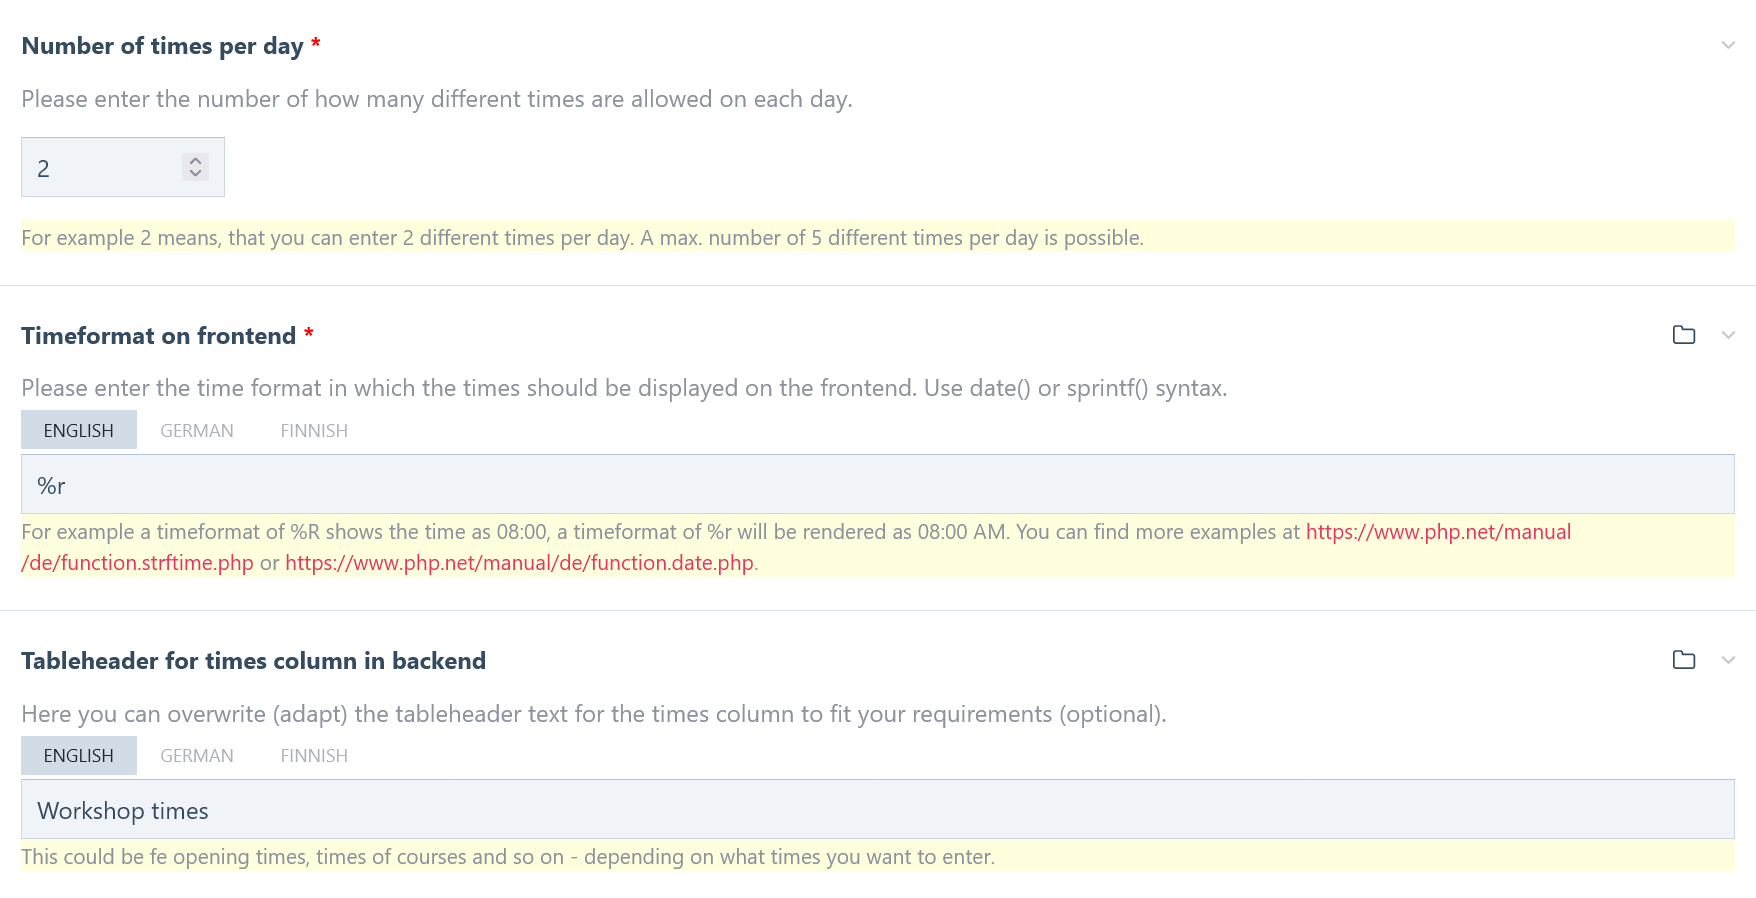 Number of times per day *
Please enter the number of how many different times are allowed on each day.
2
For example 2 means, that you can enter 2 different times per day. A max. number of 5 different times per day is possible.
Timeformat on frontend *
Please enter the time format in which the times should be displayed on the frontend. Use date() or sprintf() syntax.
ENGLISH GERMAN FINNISH
%r
For example a timeformat of %R shows the time as 08:00, a timeformat of %r will be rendered as 08:00 AM. You can find more examples at https://www.php.net/manual
/de/function.strftime.php or https://www.php.net/manual/de/function.date.php.
Tableheader for times column in backend
Here you can overwrite (adapt) the tableheader text for the times column to fit your requirements (optional).
ENGLISH GERMAN FINNISH
Workshop times
This could be fe opening times, times of courses and so on - depending on what times you want to enter.